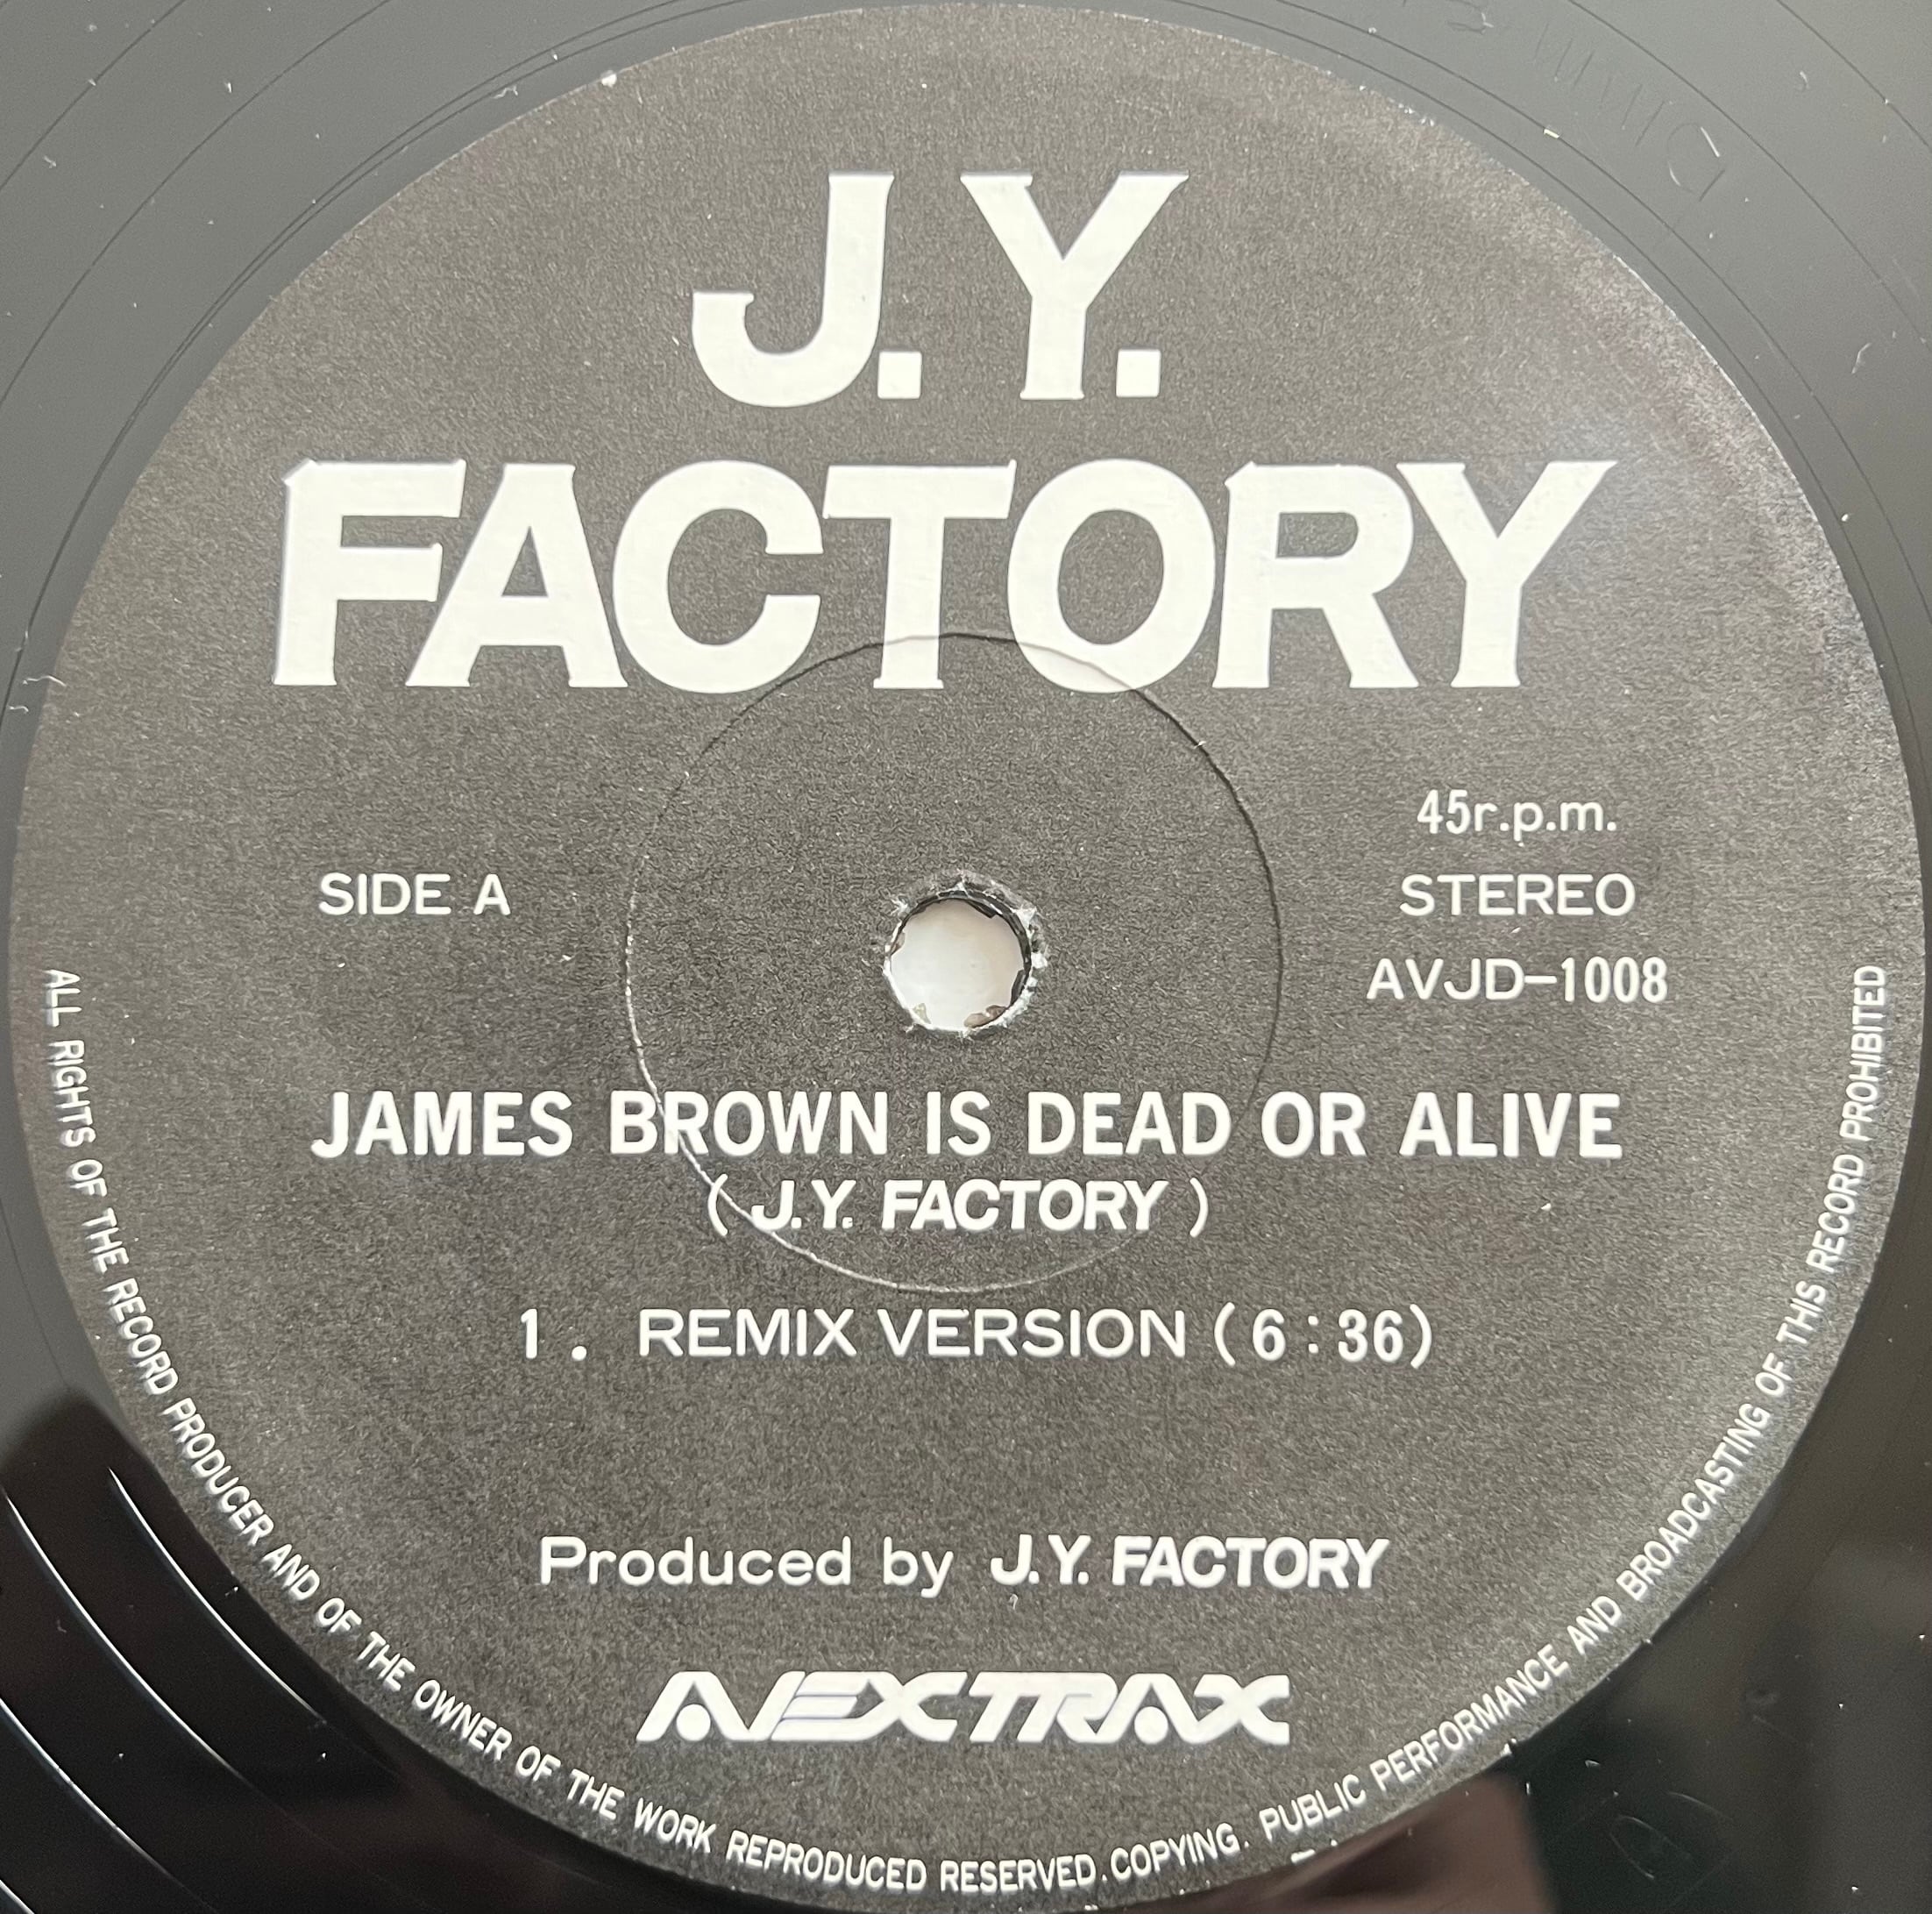 J.Y.
FACTORY
45r.p.m.
SIDE A
STEREO
AVJD-1008
JAMES BROWN IS DEAD OR ALIVE
( J.Y. FACTORY )
1. REMIX VERSION (6:36)
Produced by J.Y. FACTORY
NEXTRAX
ALL RIGHTS OF THE RECORD PRODUCER AND OF THE OWNER OF THE WORK REPRODUCED RESERVED. COPYING. PUBLIC PERFORMANCE AND BROADCASTING OF THIS RECORD PROHIBITED